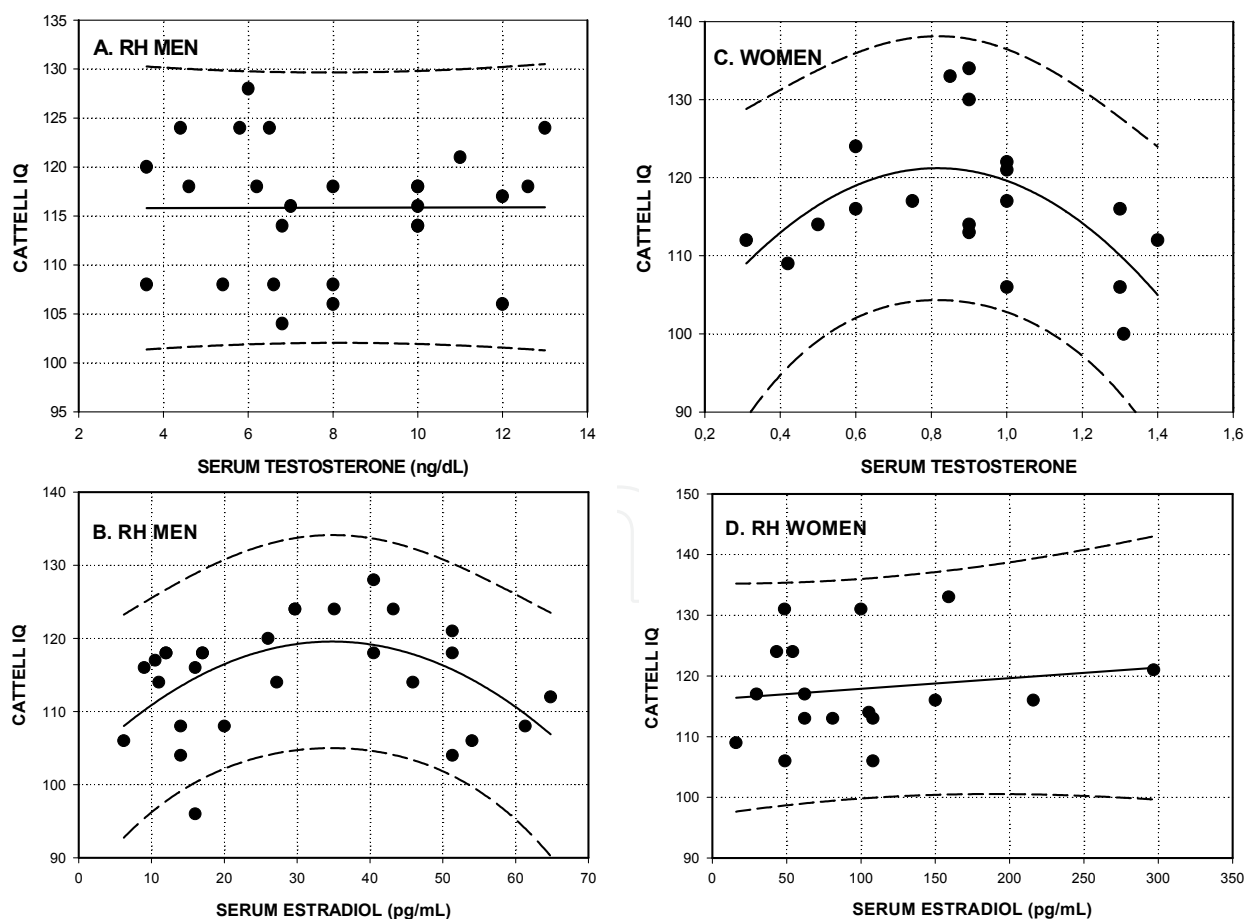 A. RH MEN
135
130
125
120
115
110
105
100
95
CATTELL IQ
2 4 6 8 10 12 14
SERUM TESTOSTERONE (ng/dL)
C. WOMEN
140
130
120
110
100
90
CATTELL IQ
0,2 0,4 0,6 0,8 1,0 1,2 1,4 1,6
SERUM TESTOSTERONE
B. RH MEN
140
130
120
110
100
90
CATTELL IQ
0 10 20 30 40 50 60 70
SERUM ESTRADIOL (pg/mL)
D. RH WOMEN
150
140
130
120
110
100
90
CATTELL IQ
0 50 100 150 200 250 300 350
SERUM ESTRADIOL (pg/mL)